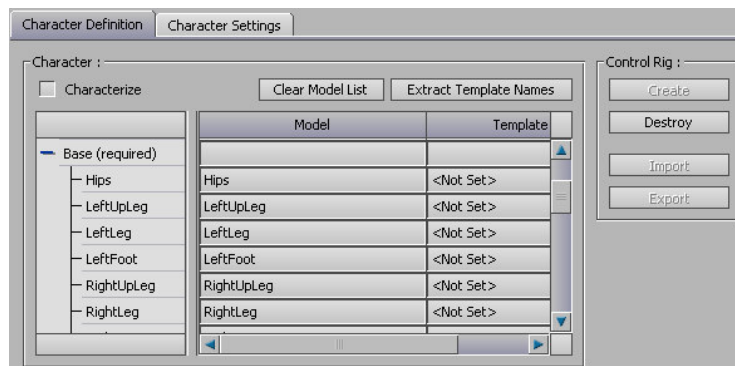 Character Definition Character Settings
Character : Control Rig :
Characterize Clear Model List Extract Template Names Create
Model Template Destroy
Base (required)
Import
Hips Hips <Not Set>
Export
LeftUpLeg LeftUpLeg <Not Set>
LeftLeg LeftLeg <Not Set>
LeftFoot LeftFoot <Not Set>
RightUpLeg RightUpLeg <Not Set>
RightLeg RightLeg <Not Set>